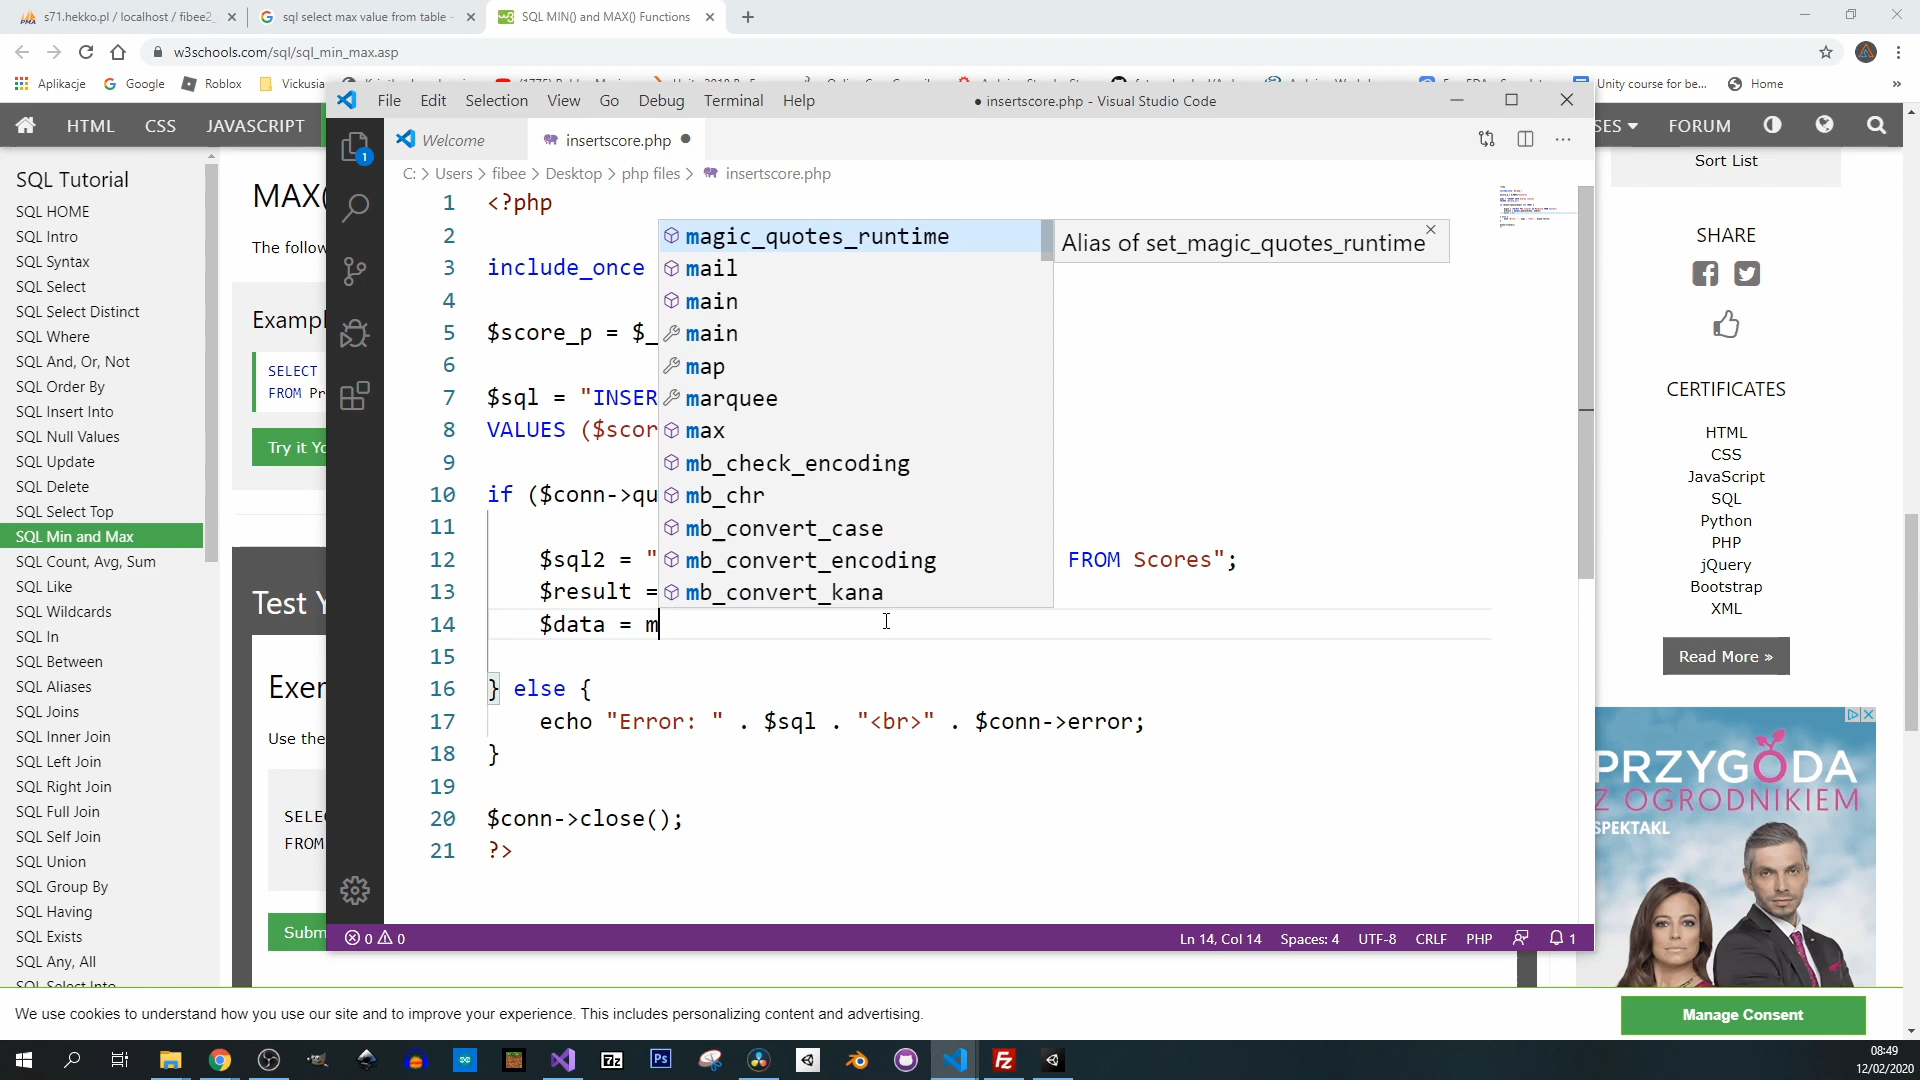 s71.hekko.pl / localhost / fibee2_
sql select max value from table -
SQL MIN() and MAX() Functions
w3schools.com/sql/sql_min_max.asp
Aplikacje
Google
Roblox
Vickusia
Unity course for be...
Home
»
File Edit Selection View Go Debug Terminal Help
● insertscore.php - Visual Studio Code
HTML CSS JAVASCRIPT
SES FORUM
Welcome
insertscore.php
C: > Users > fibee > Desktop > php files > insertscore.php
SQL Tutorial
SQL HOME
SQL Intro
SQL Syntax
SQL Select
SQL Select Distinct
SQL Where
SQL And, Or, Not
SQL Order By
SQL Insert Into
SQL Null Values
SQL Update
SQL Delete
SQL Select Top
SQL Min and Max
SQL Count, Avg, Sum
SQL Like
SQL Wildcards
SQL In
SQL Between
SQL Aliases
SQL Joins
SQL Inner Join
SQL Left Join
SQL Right Join
SQL Full Join
SQL Self Join
SQL Union
SQL Group By
SQL Having
SQL Exists
SQL Any, All
SQL Select Into
MAX(
The follow
Exampl
SELECT
FROM Pr
Try it Yo
Test Y
Exer
Use the
SELE
FROM
Subm
1 <?php
2
3 include_once
4
5 $score_p = $_
6
7 $sql = "INSER
8 VALUES ($scor
9
10 if ($conn->qu
11
12 $sql2 = " FROM Scores";
13 $result =
14 $data = m
15
16 } else {
17 echo "Error: " . $sql . "<br>" . $conn->error;
18 }
19
20 $conn->close();
21 ?>
magic_quotes_runtime
mail
main
main
map
marquee
max
mb_check_encoding
mb_chr
mb_convert_case
mb_convert_encoding
mb_convert_kana
Alias of set_magic_quotes_runtime
1
0 0
Ln 14, Col 14 Spaces: 4 UTF-8 CRLF PHP 1
Sort List
SHARE
CERTIFICATES
HTML
CSS
JavaScript
SQL
Python
PHP
jQuery
Bootstrap
XML
Read More »
PRZYGODA
Z OGRODNIKIEM
SPEKTAKL
We use cookies to understand how you use our site and to improve your experience. This includes personalizing content and advertising.
Manage Consent
08:49
12/02/2020